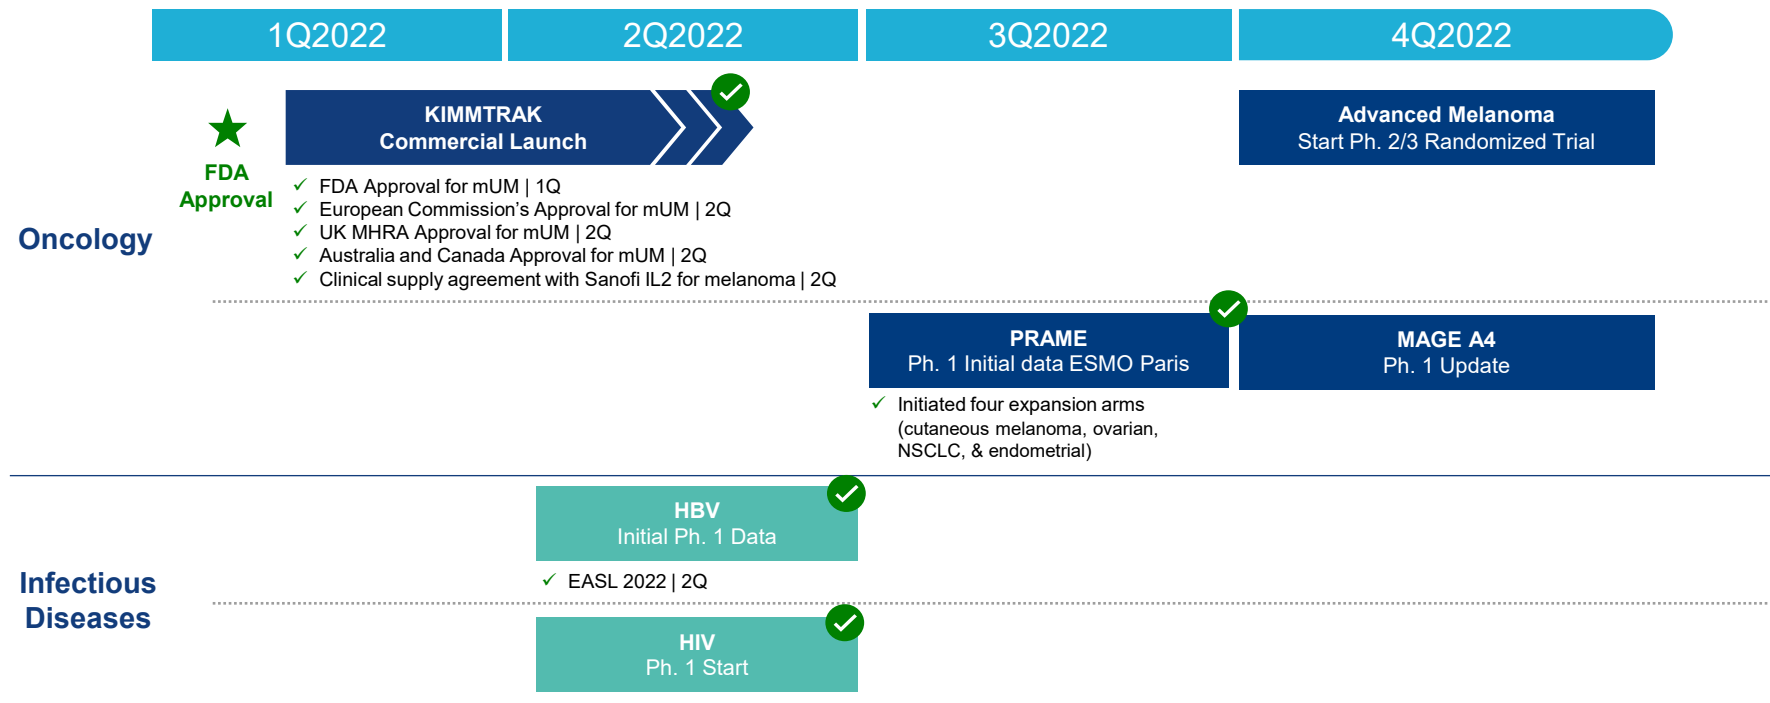 1Q2022
2Q2022
3Q2022
4Q2022
Oncology
FDA
Approval
KIMMTRAK
Commercial Launch
FDA Approval for mUM | 1Q
European Commission's Approval for mUM | 2Q
UK MHRA Approval for mUM | 2Q
Australia and Canada Approval for mUM | 2Q
Clinical supply agreement with Sanofi IL2 for melanoma | 2Q
Advanced Melanoma
Start Ph. 2/3 Randomized Trial
PRAME
Ph. 1 Initial data ESMO Paris
Initiated four expansion arms
(cutaneous melanoma, ovarian,
NSCLC, & endometrial)
MAGE A4
Ph. 1 Update
Infectious
Diseases
HBV
Initial Ph. 1 Data
EASL 2022 | 2Q
HIV
Ph. 1 Start